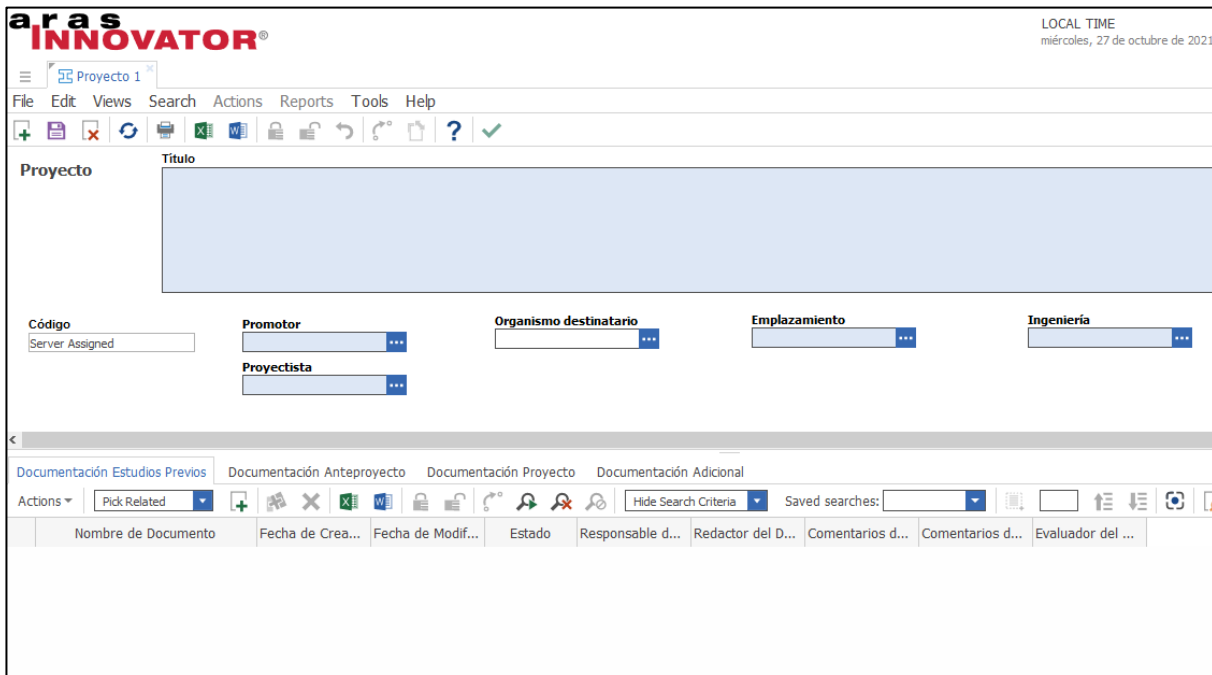 aras
INNOVATOR®
LOCAL TIME
miércoles, 27 de octubre de 2021
Proyecto 1
File Edit Views Search Actions Reports Tools Help
Proyecto
Título
Código
Promotor
Organismo destinatario
Emplazamiento
Ingeniería
Server Assigned
Proyectista
Documentación Estudios Previos Documentación Anteproyecto Documentación Proyecto Documentación Adicional
Actions Pick Related Hide Search Criteria Saved searches:
Nombre de Documento Fecha de Crea... Fecha de Modif... Estado Responsable d... Redactor del D... Comentarios d... Comentarios d... Evaluador del ...